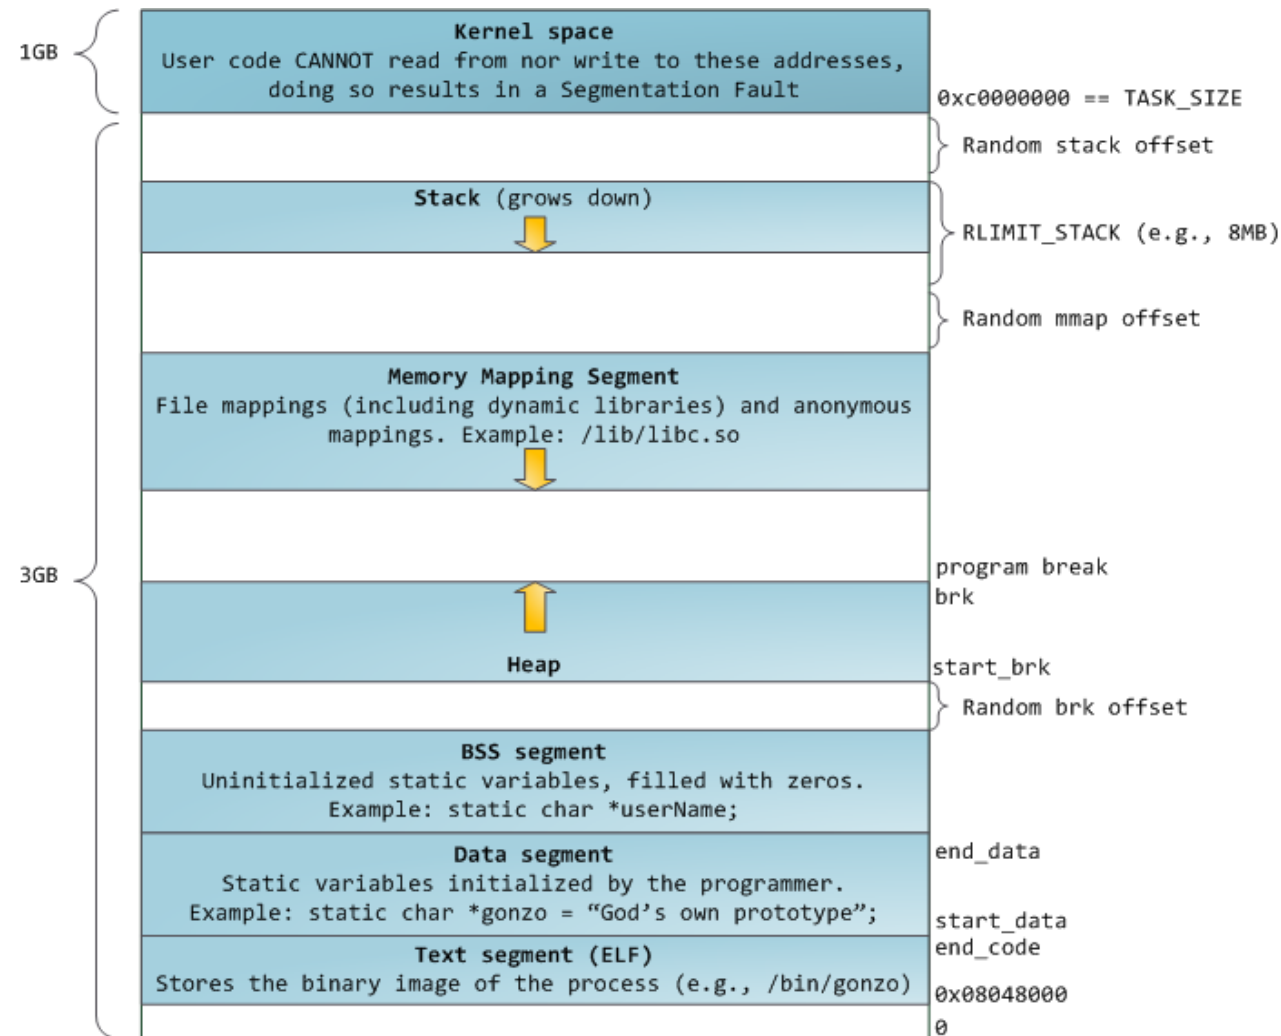 1GB
Kernel space
User code CANNOT read from nor write to these addresses,
doing so results in a Segmentation Fault
0xc0000000 == TASK_SIZE
Random stack offset
Stack (grows down)
RLIMIT_STACK (e.g., 8MB)
Random mmap offset
Memory Mapping Segment
File mappings (including dynamic libraries) and anonymous
mappings. Example: /lib/libc.so
3GB
program break
brk
Heap
start_brk
Random brk offset
BSS segment
Uninitialized static variables, filled with zeros.
Example: static char *userName;
end_data
Data segment
Static variables initialized by the programmer.
Example: static char *gonzo = “God’s own prototype”;
start_data
end_code
Text segment (ELF)
Stores the binary image of the process (e.g., /bin/gonzo)
0x08048000
0